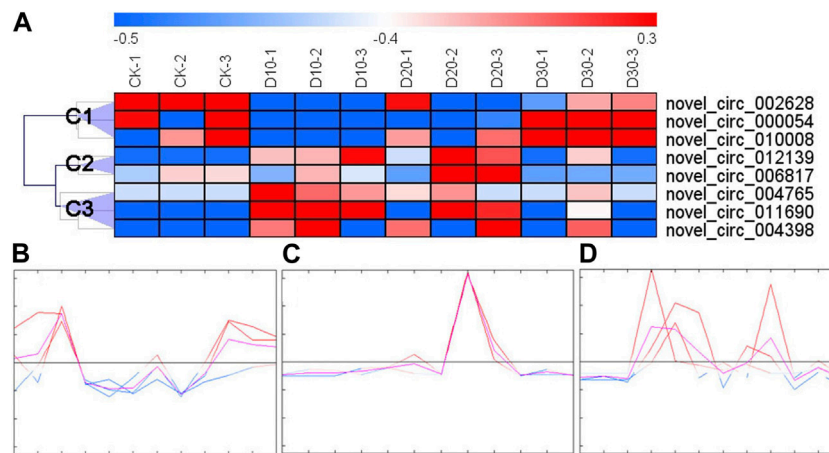 A
-0.5 -0.4 0.3
CK-1 CK-2 CK-3 D10-1 D10-2 D10-3 D20-1 D20-2 D20-3 D30-1 D30-2 D30-3
C1
C2
C3
novel_circ_002628
novel_circ_000054
novel_circ_010008
novel_circ_012139
novel_circ_006817
novel_circ_004765
novel_circ_011690
novel_circ_004398
B C D